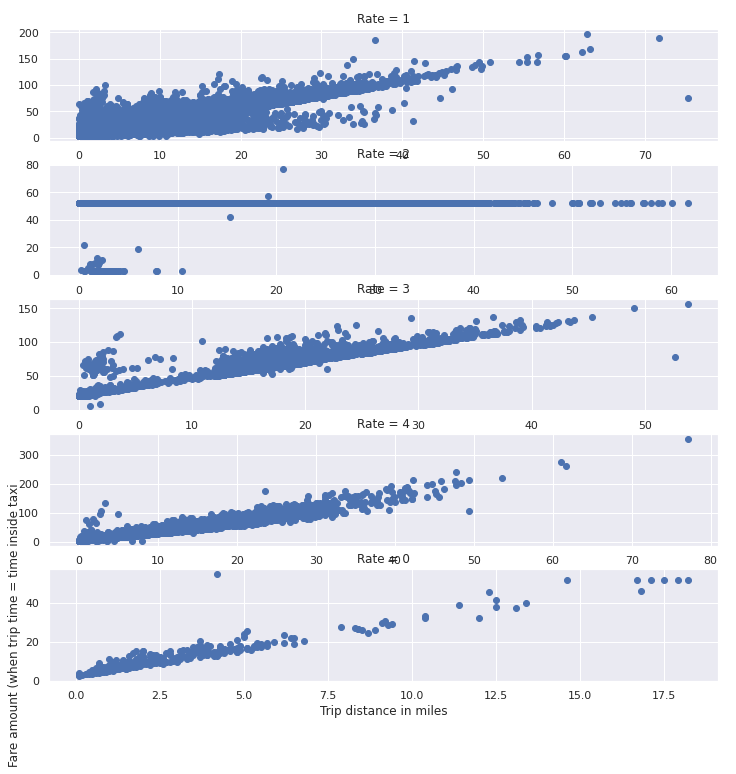 Rate = 1
200
150
100
50
0
0 10 20 30 40 50 60 70
Rate = 2
80
60
40
20
0
0 10 20 30 40 50 60
Rate = 3
150
100
50
0
0 10 20 30 40 50
Rate = 4
300
200
100
0
0 10 20 30 40 50 60 70 80
Rate = 0
40
20
0
0.0 2.5 5.0 7.5 10.0 12.5 15.0 17.5
Trip distance in miles
Fare amount (when trip time = time inside taxi